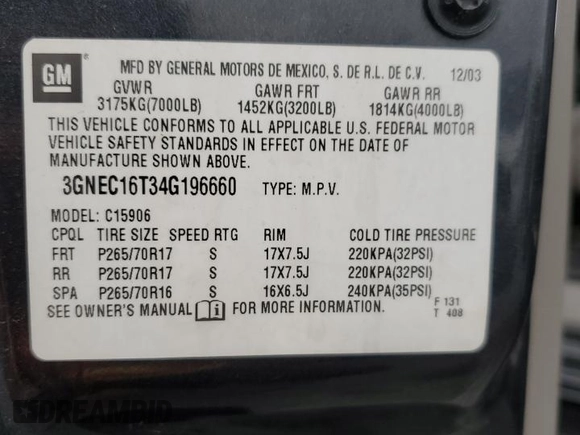 GM
MFD BY GENERAL MOTORS DE MEXICO, S. DE R.L. DE C.V. 12/03
GVWR GAWR FRT GAWR RR
3175KG(7000LB) 1452KG(3200LB) 1814KG(4000LB)
THIS VEHICLE CONFORMS TO ALL APPLICABLE U.S. FEDERAL MOTOR
VEHICLE SAFETY STANDARDS IN EFFECT ON THE DATE OF
MANUFACTURE SHOWN ABOVE.
3GNEC16T34G196660 TYPE: M.P.V.
MODEL: C15906
CPQL TIRE SIZE SPEED RTG RIM COLD TIRE PRESSURE
FRT P265/70R17 S 17X7.5J 220KPA(32PSI)
RR P265/70R17 S 17X7.5J 220KPA(32PSI)
SPA P265/70R16 S 16X6.5J 240KPA(35PSI)
SEE OWNER'S MANUAL i FOR MORE INFORMATION.
F 131
T 408
DREAMBID